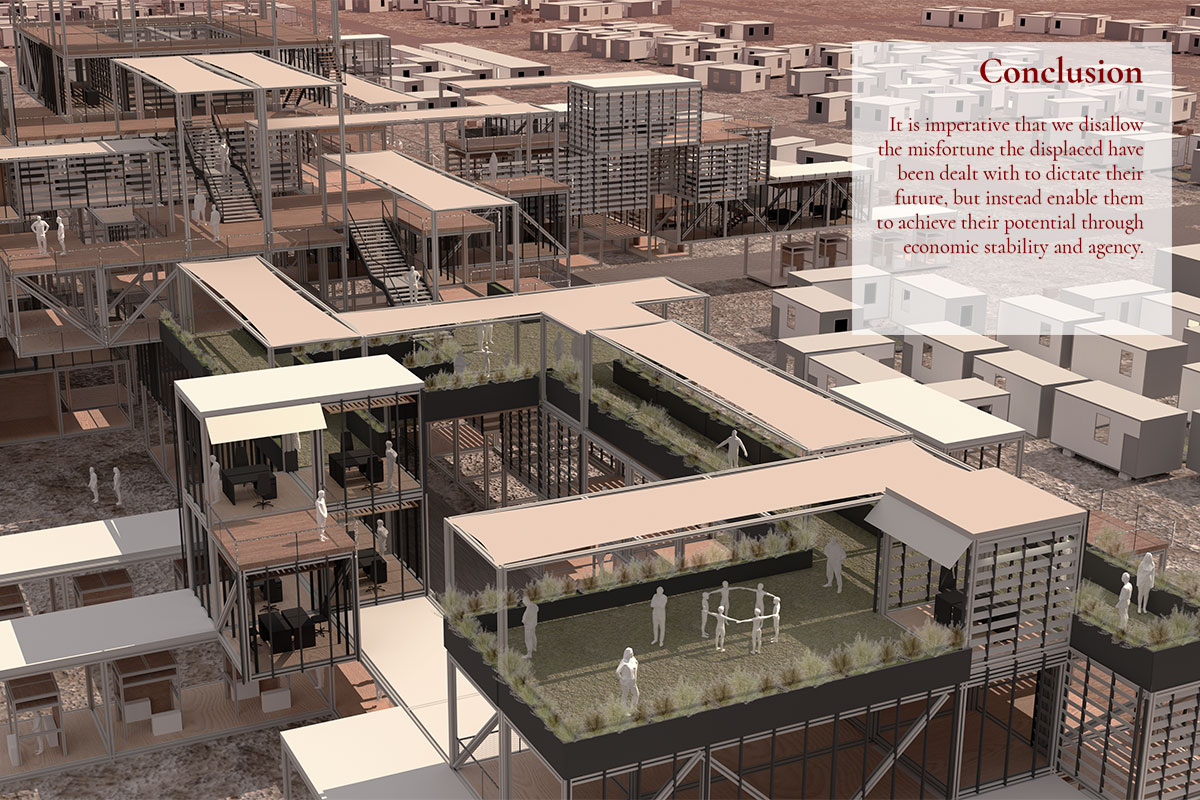 Conclusion
It is imperative that we disallow
the misfortune the displaced have
been dealt with to dictate their
future, but instead enable them
to achieve their potential through
economic stability and agency.